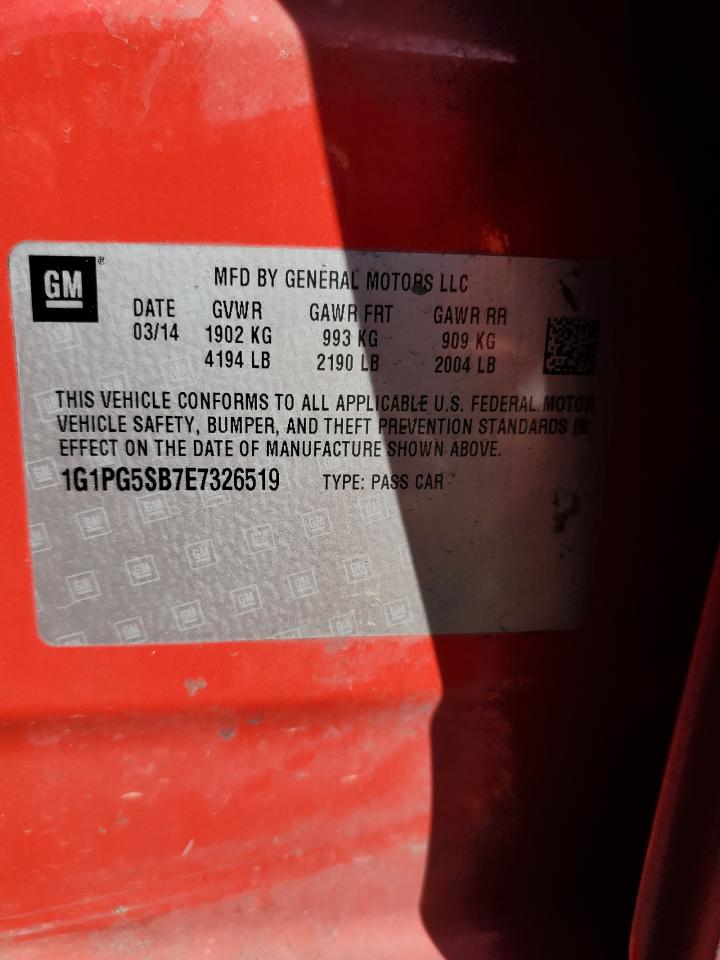 GM ®
MFD BY GENERAL MOTORS LLC
DATE GVWR GAWR FRT GAWR RR
03/14 1902 KG 993 KG 909 KG
4194 LB 2190 LB 2004 LB
THIS VEHICLE CONFORMS TO ALL APPLICABLE U.S. FEDERAL MOTOR
VEHICLE SAFETY, BUMPER, AND THEFT PREVENTION STANDARDS IN
EFFECT ON THE DATE OF MANUFACTURE SHOWN ABOVE.
1G1PG5SB7E7326519 TYPE: PASS CAR